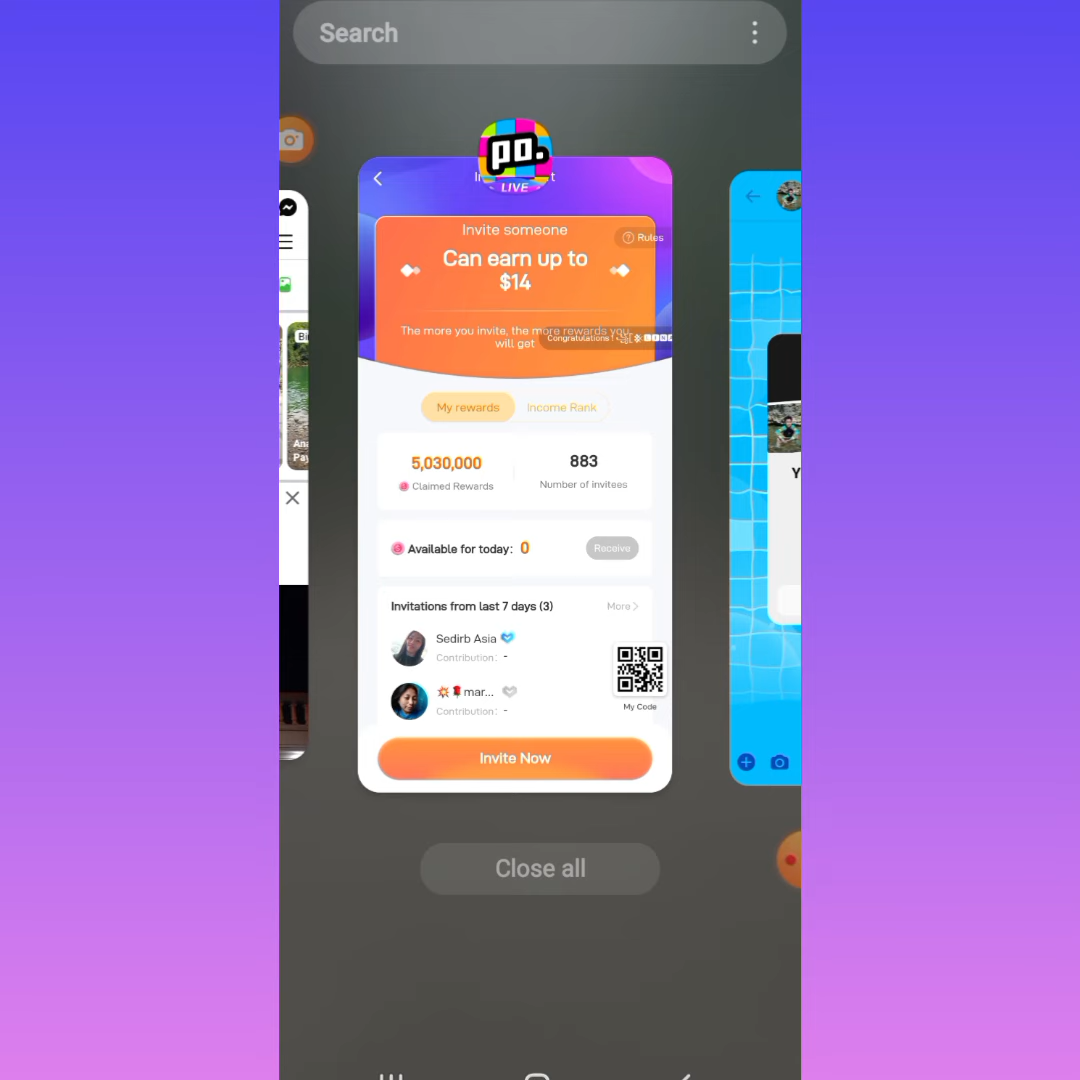 Search
po.
LIVE
Invite someone
Rules
Can earn up to
$14
The more you invite, the more rewards you
will get
Congratulations !
My rewards
Income Rank
5,030,000
Claimed Rewards
883
Number of invitees
Available for today: 0
Receive
Invitations from last 7 days (3)
More >
Sedirb Asia
Contribution: -
mar...
Contribution: -
My Code
Invite Now
Close all